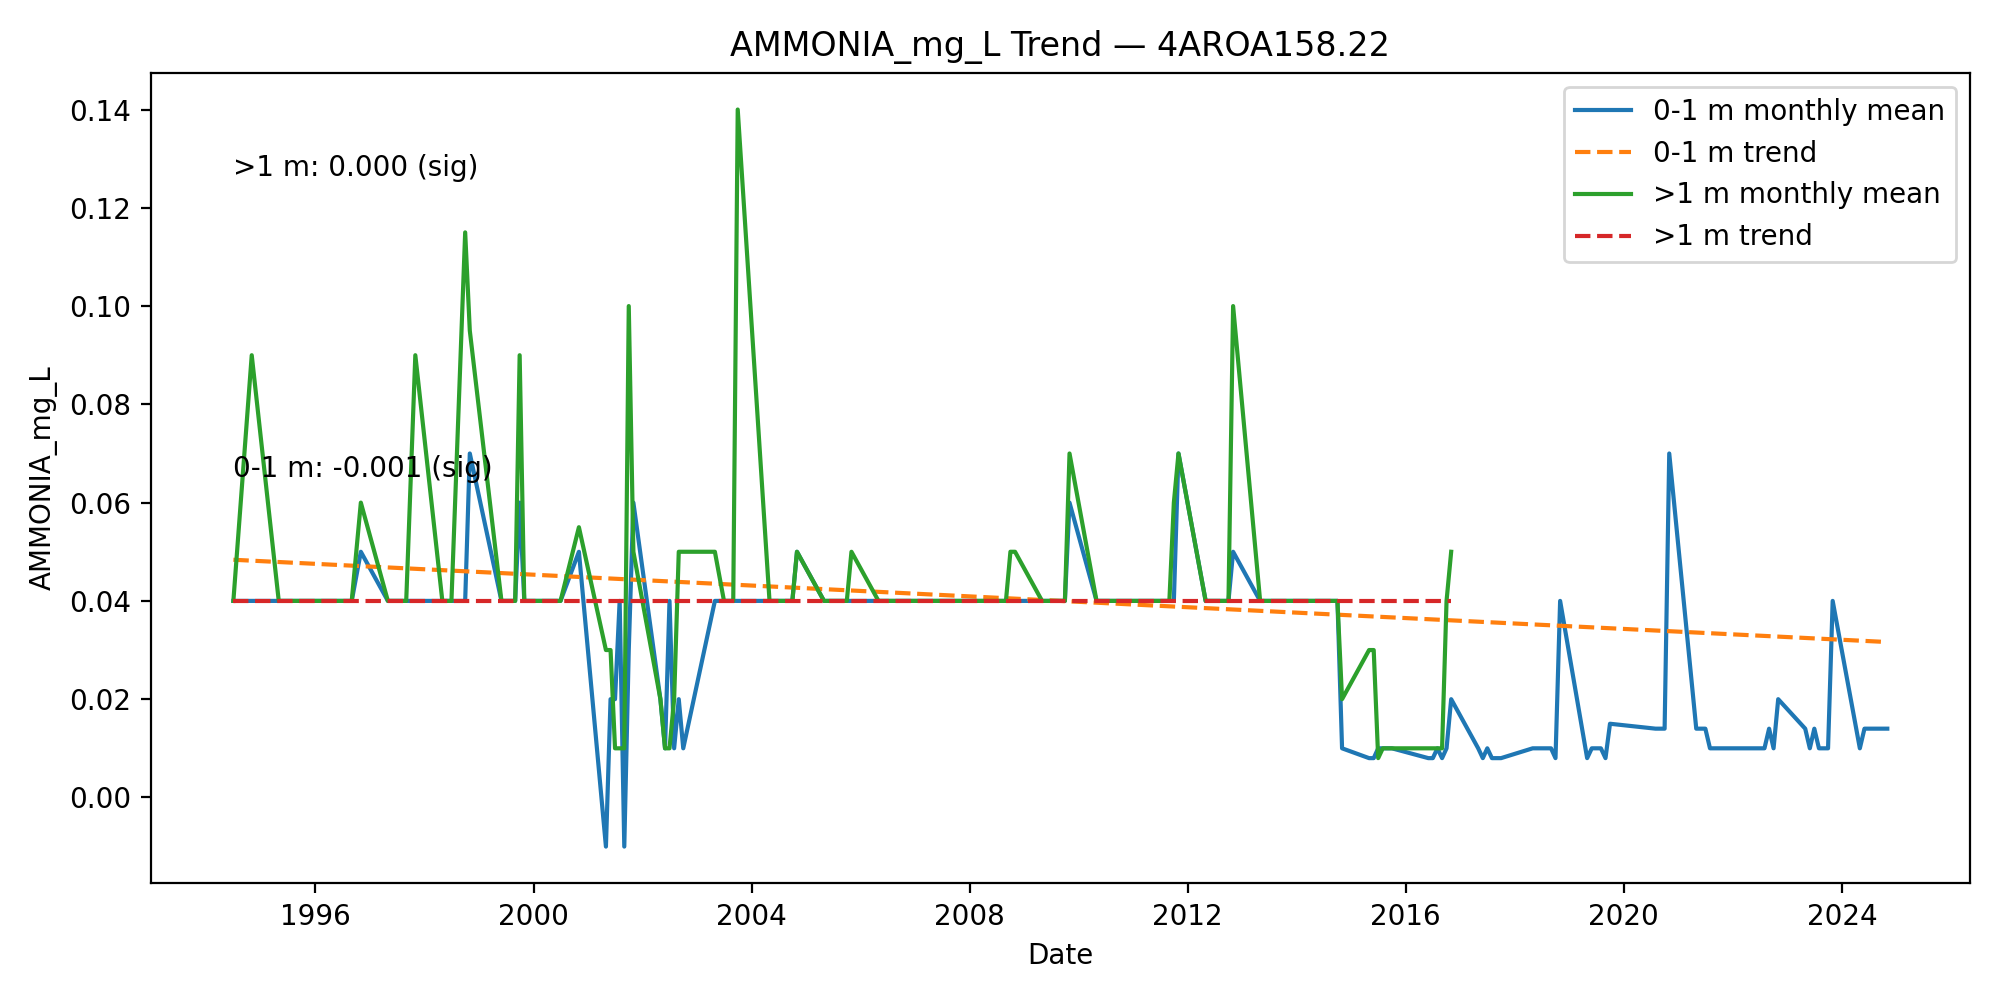 AMMONIA_mg_L Trend — 4AROA158.22
0-1 m monthly mean
0-1 m trend
>1 m monthly mean
>1 m trend
>1 m: 0.000 (sig)
0-1 m: -0.001 (sig)
AMMONIA_mg_L
0.14
0.12
0.10
0.08
0.06
0.04
0.02
0.00
1996 2000 2004 2008 2012 2016 2020 2024
Date